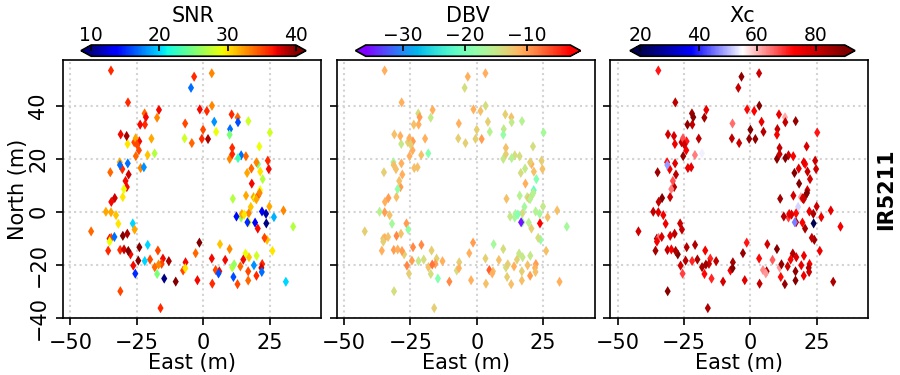 SNR DBV Xc
10 20 30 40 −30 −20 −10 20 40 60 80
40
20
0
−20
−40
North (m)
−50 −25 0 25 −50 −25 0 25 −50 −25 0 25
East (m) East (m) East (m)
IR5211